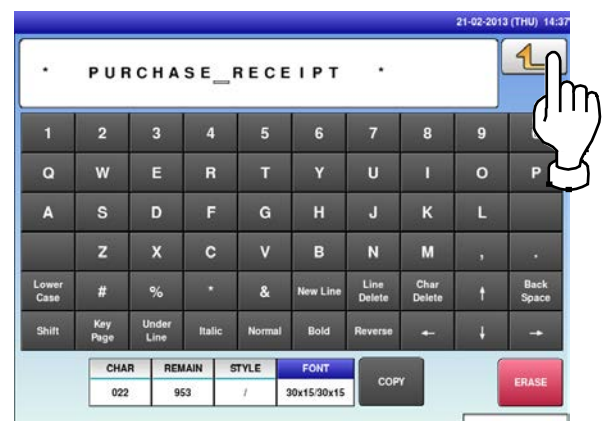 21-02-2013 (THU) 14:37
* PURCHASE_RECEIPT *
1 2 3 4 5 6 7 8 9
Q W E R T Y U I O P
A S D F G H J K L
Z X C V B N M , .
Lower Case # % * & New Line Line Delete Char Delete ↑ Back Space
Shift Key Page Under Line Italic Normal Bold Reverse ← ↓ →
CHAR REMAIN STYLE FONT
022 953 / 30x15/30x15
COPY
ERASE